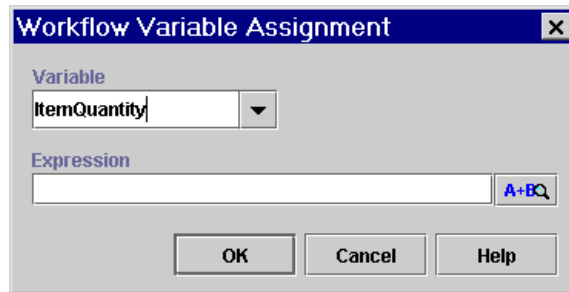 Workflow Variable Assignment
Variable
ItemQuantity
Expression
A+B
OK Cancel Help